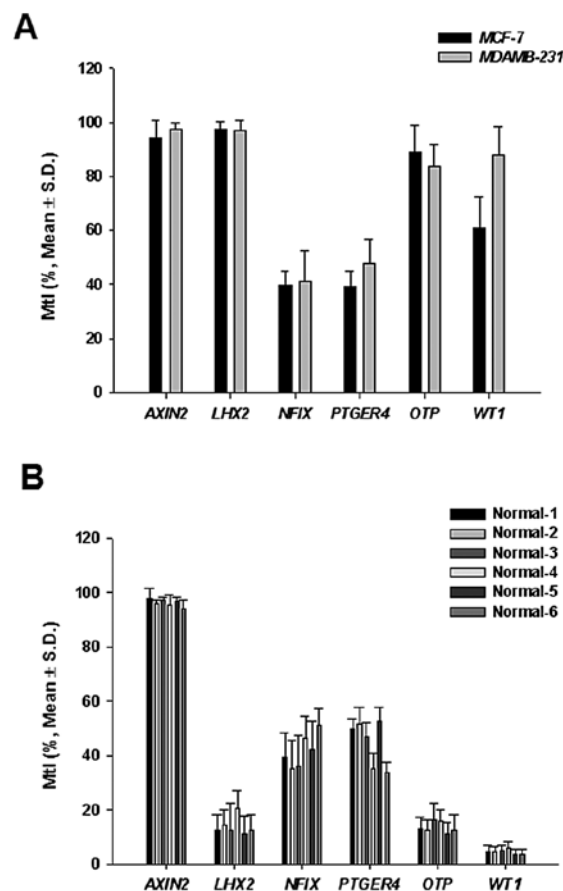 A
MCF-7
MDAMB-231
120
100
80
60
40
20
0
MtI (%, Mean ± S.D.)
AXIN2 LHX2 NFIX PTGER4 OTP WT1
B
Normal-1
Normal-2
Normal-3
Normal-4
Normal-5
Normal-6
120
100
80
60
40
20
0
MtI (%, Mean ± S.D.)
AXIN2 LHX2 NFIX PTGER4 OTP WT1